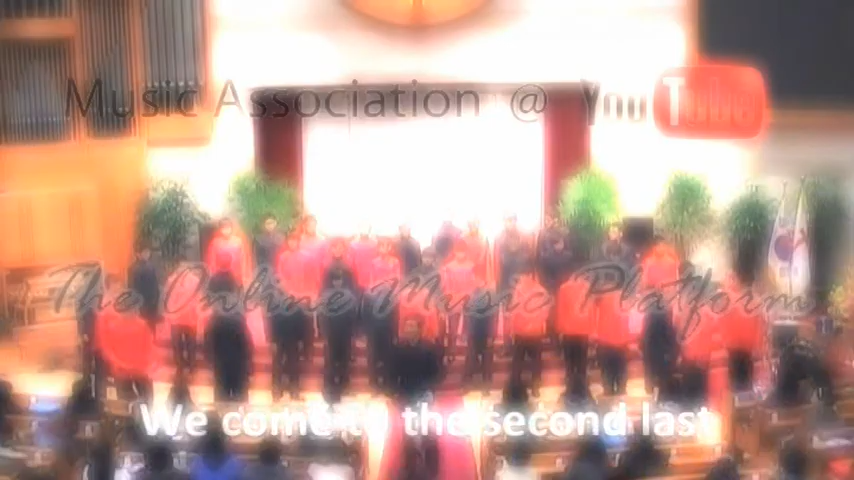 Music Association @ YouTube
The Online Music Platform
We come to the second last